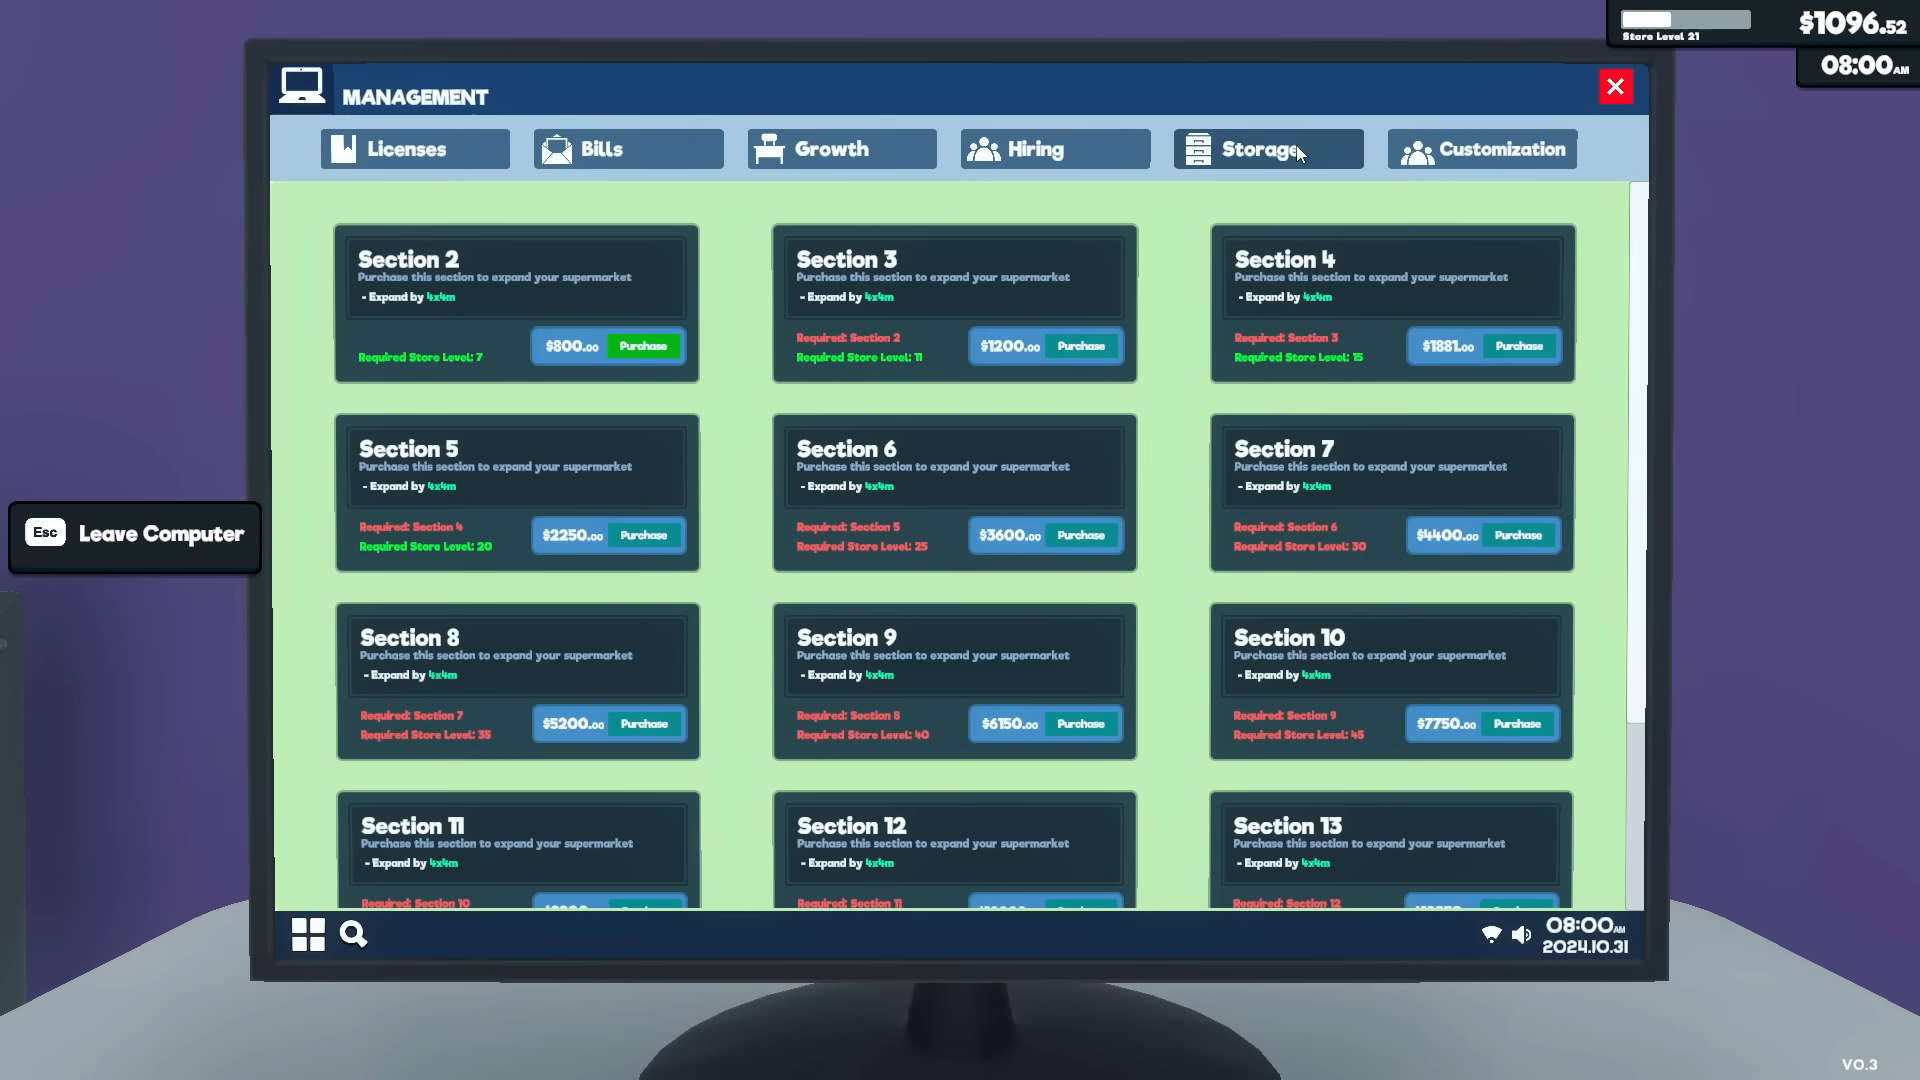 $1096.52
Store Level 21
08:00AM
MANAGEMENT
Licenses
Bills
Growth
Hiring
Storage
Customization
Section 2
Purchase this section to expand your supermarket
- Expand by 4x4m
Required Store Level: 7
$800.00 Purchase
Section 3
Purchase this section to expand your supermarket
- Expand by 4x4m
Required: Section 2
Required Store Level: 11
$1200.00 Purchase
Section 4
Purchase this section to expand your supermarket
- Expand by 4x4m
Required: Section 3
Required Store Level: 15
$1881.00 Purchase
Section 5
Purchase this section to expand your supermarket
- Expand by 4x4m
Required: Section 4
Required Store Level: 20
$2250.00 Purchase
Section 6
Purchase this section to expand your supermarket
- Expand by 4x4m
Required: Section 5
Required Store Level: 25
$3600.00 Purchase
Section 7
Purchase this section to expand your supermarket
- Expand by 4x4m
Required: Section 6
Required Store Level: 30
$4400.00 Purchase
Esc Leave Computer
Section 8
Purchase this section to expand your supermarket
- Expand by 4x4m
Required: Section 7
Required Store Level: 35
$5200.00 Purchase
Section 9
Purchase this section to expand your supermarket
- Expand by 4x4m
Required: Section 8
Required Store Level: 40
$6150.00 Purchase
Section 10
Purchase this section to expand your supermarket
- Expand by 4x4m
Required: Section 9
Required Store Level: 45
$7750.00 Purchase
Section 11
Purchase this section to expand your supermarket
- Expand by 4x4m
Required: Section 10
Section 12
Purchase this section to expand your supermarket
- Expand by 4x4m
Required: Section 11
Section 13
Purchase this section to expand your supermarket
- Expand by 4x4m
Required: Section 12
08:00AM
2024.10.31
V0.3